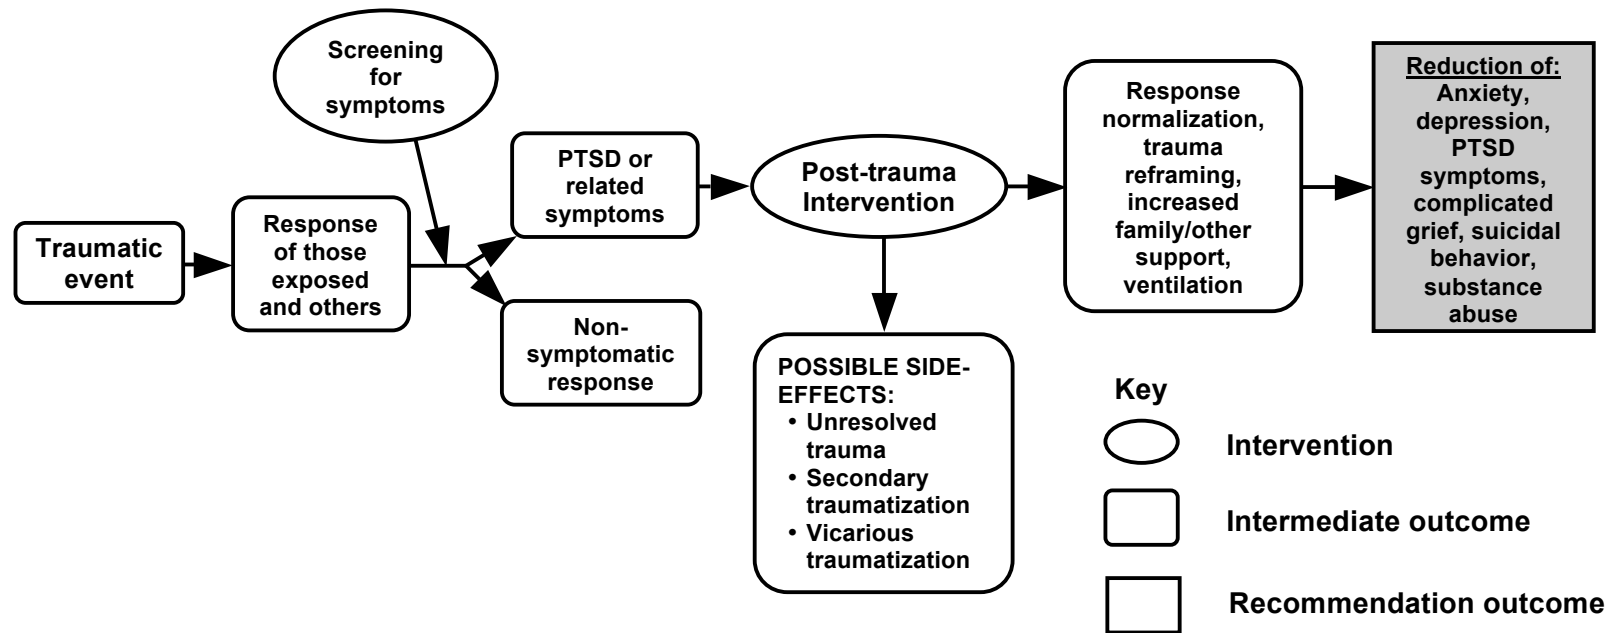 Screening
for
symptoms
Traumatic
event
Response
of those
exposed
and others
PTSD or
related
symptoms
Non-
symptomatic
response
Post-trauma
Intervention
POSSIBLE SIDE-
EFFECTS:
• Unresolved
trauma
• Secondary
traumatization
• Vicarious
traumatization
Response
normalization,
trauma
reframing,
increased
family/other
support,
ventilation
Reduction of:
Anxiety,
depression,
PTSD
symptoms,
complicated
grief, suicidal
behavior,
substance
abuse
Key
Intervention
Intermediate outcome
Recommendation outcome